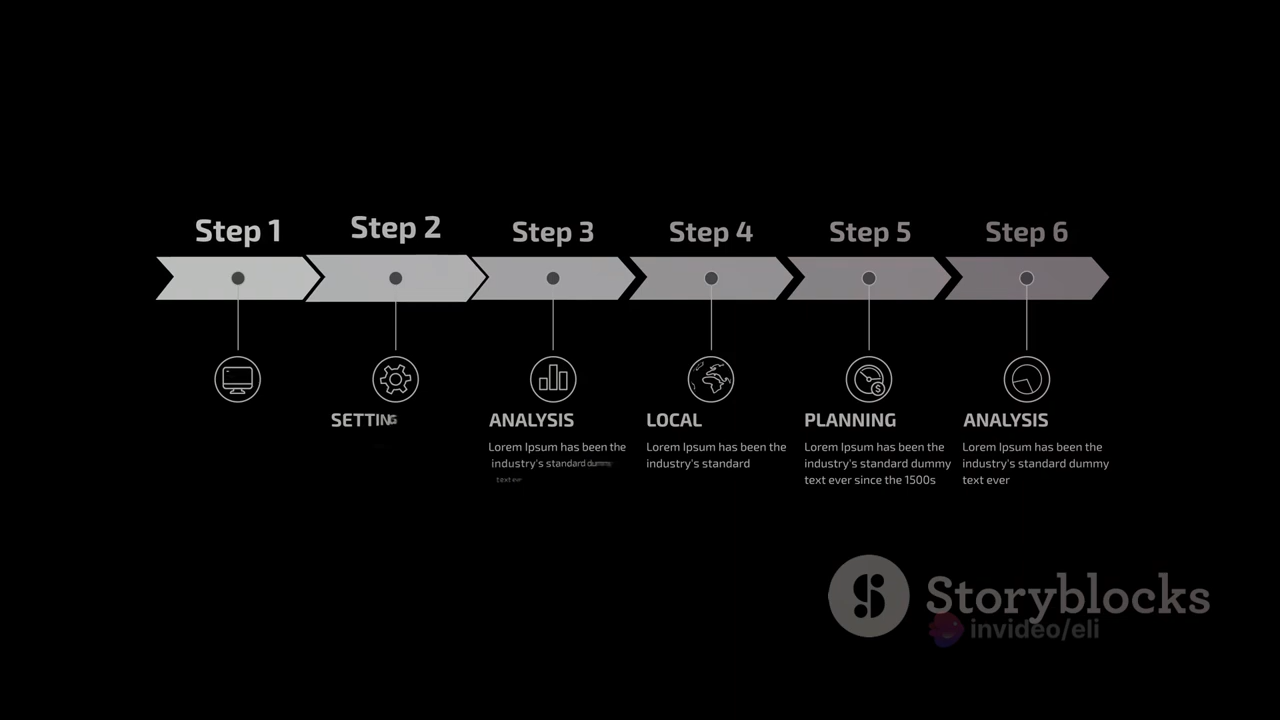 Step 1
Step 2
Step 3
Step 4
Step 5
Step 6
SETTING
ANALYSIS
Lorem Ipsum has been the
industry's standard dummy
text ever
LOCAL
Lorem Ipsum has been the
industry's standard
PLANNING
Lorem Ipsum has been the
industry's standard dummy
text ever since the 1500s
$
ANALYSIS
Lorem Ipsum has been the
industry's standard dummy
text ever
Storyblocks
invideo/eli